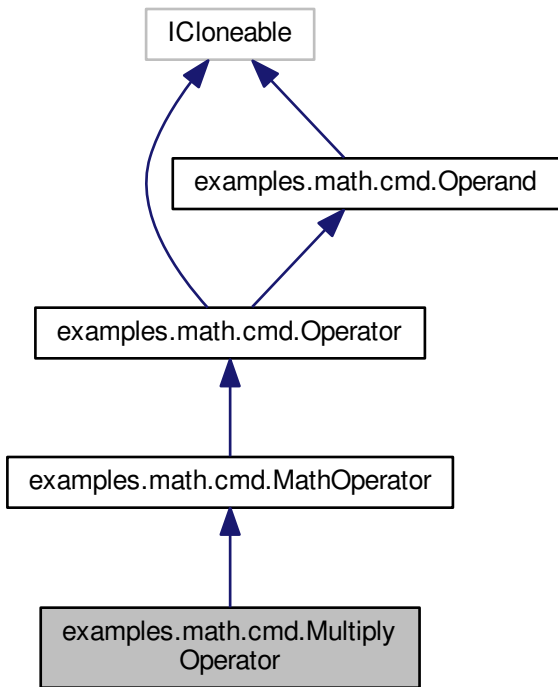 ICloneable
examples.math.cmd.Operand
examples.math.cmd.Operator
examples.math.cmd.MathOperator
examples.math.cmd.Multiply
Operator